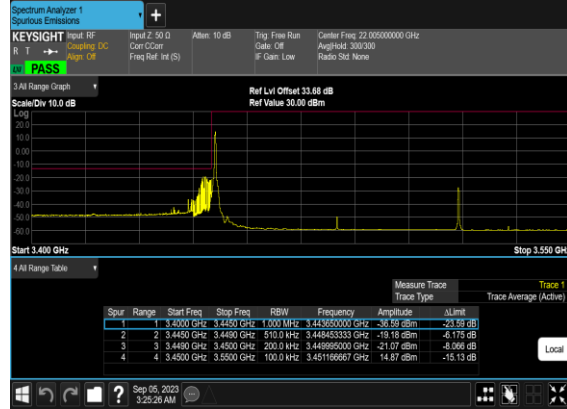 Spectrum Analyzer 1
Spurious Emissions
+
KEYSIGHT Input: RF Input Z: 50 Ω Atten: 10 dB Trig: Free Run Center Freq: 22.005000000 GHz
R T Coupling: DC Corr CCorr Gate: Off Avg|Hold: 300/300
Align: Off Freq Ref: Int (S) IF Gain: Low Radio Std: None
PASS
3 All Range Graph
Ref Lvl Offset 33.68 dB
Scale/Div 10.0 dB Ref Value 30.00 dBm
Log
20.0
10.0
0.00
-10.0
-20.0
-30.0
-40.0
-50.0
-60.0
Start 3.400 GHz Stop 3.550 GHz
4 All Range Table
Measure Trace Trace 1
Trace Type Trace Average (Active)
Spur Range Start Freq Stop Freq RBW Frequency Amplitude ΔLimit
1 1 3.4000 GHz 3.4450 GHz 1.000 MHz 3.443650000 GHz -36.59 dBm -23.59 dB
2 2 3.4450 GHz 3.4490 GHz 510.0 kHz 3.448453333 GHz -19.18 dBm -6.175 dB
3 3 3.4490 GHz 3.4500 GHz 200.0 kHz 3.449995000 GHz -21.07 dBm -8.066 dB
4 4 3.4500 GHz 3.5500 GHz 100.0 kHz 3.451166667 GHz 14.87 dBm -15.13 dB
Local
? Sep 05, 2023
3:25:26 AM